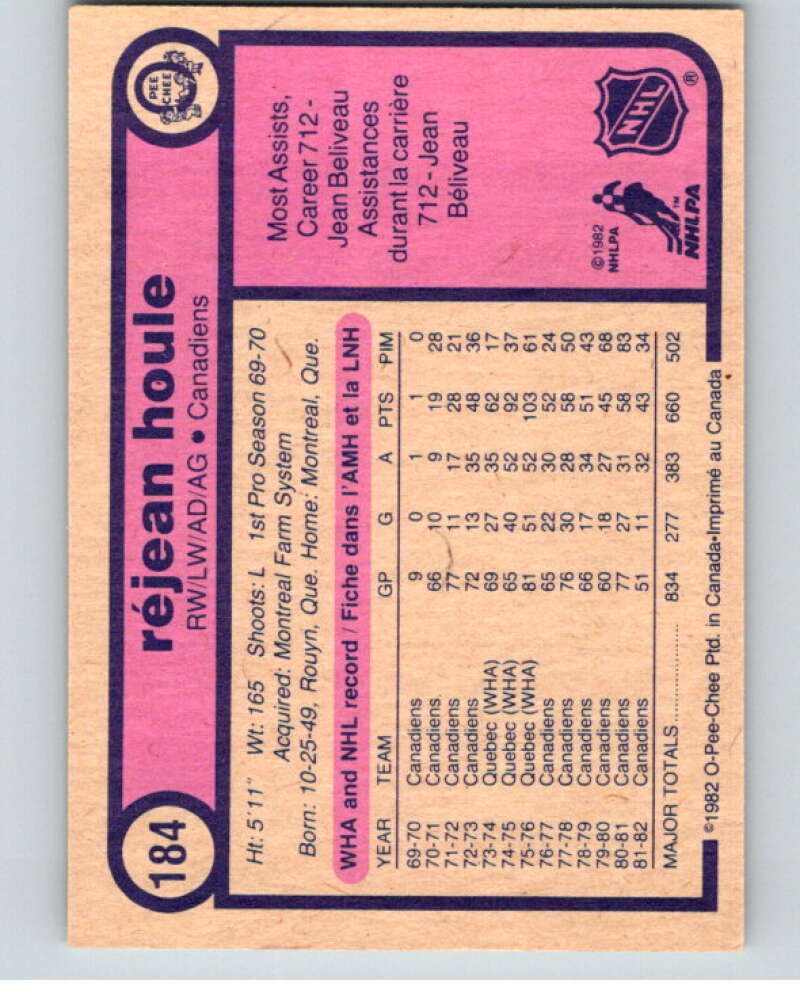 184
réjean houle
RW/LW/AD/AG • Canadiens
O
PEE
CHEE
Ht: 5'11" Wt: 165 Shoots: L 1st Pro Season 69-70
Acquired: Montreal Farm System
Born: 10-25-49, Rouyn, Que. Home: Montreal, Que.
WHA and NHL record / Fiche dans l'AMH et la LNH
YEAR TEAM GP G A PTS PIM
69-70 Canadiens 9 0 1 1 0
70-71 Canadiens 66 10 9 19 28
71-72 Canadiens 77 11 17 28 21
72-73 Canadiens 72 13 35 48 36
73-74 Quebec (WHA) 69 27 35 62 17
74-75 Quebec (WHA) 65 40 52 92 37
75-76 Quebec (WHA) 81 51 52 103 61
76-77 Canadiens 65 22 30 52 24
77-78 Canadiens 76 30 28 58 50
78-79 Canadiens 66 17 34 51 43
79-80 Canadiens 60 18 27 45 68
80-81 Canadiens 77 27 31 58 83
81-82 Canadiens 51 11 32 43 34
MAJOR TOTALS.................. 834 277 383 660 502
Most Assists,
Career 712 -
Jean Beliveau
Assistances
durant la carrière
712 - Jean
Béliveau
©1982
NHLPA
NHLPA™
NHL®
©1982 O-Pee-Chee Ptd. in Canada•Imprimé au Canada